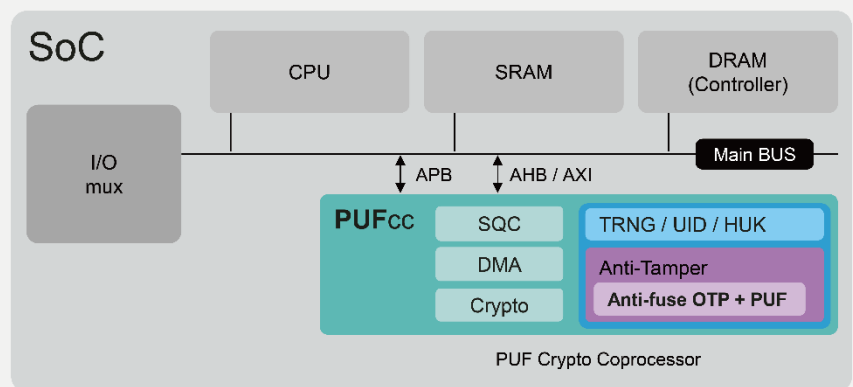 SoC
CPU
SRAM
DRAM
(Controller)
I/O
mux
Main BUS
APB
AHB / AXI
PUFcc
SQC
TRNG / UID / HUK
DMA
Anti-Tamper
Crypto
Anti-fuse OTP + PUF
PUF Crypto Coprocessor